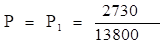 P = P₁ = 2730 / 13800